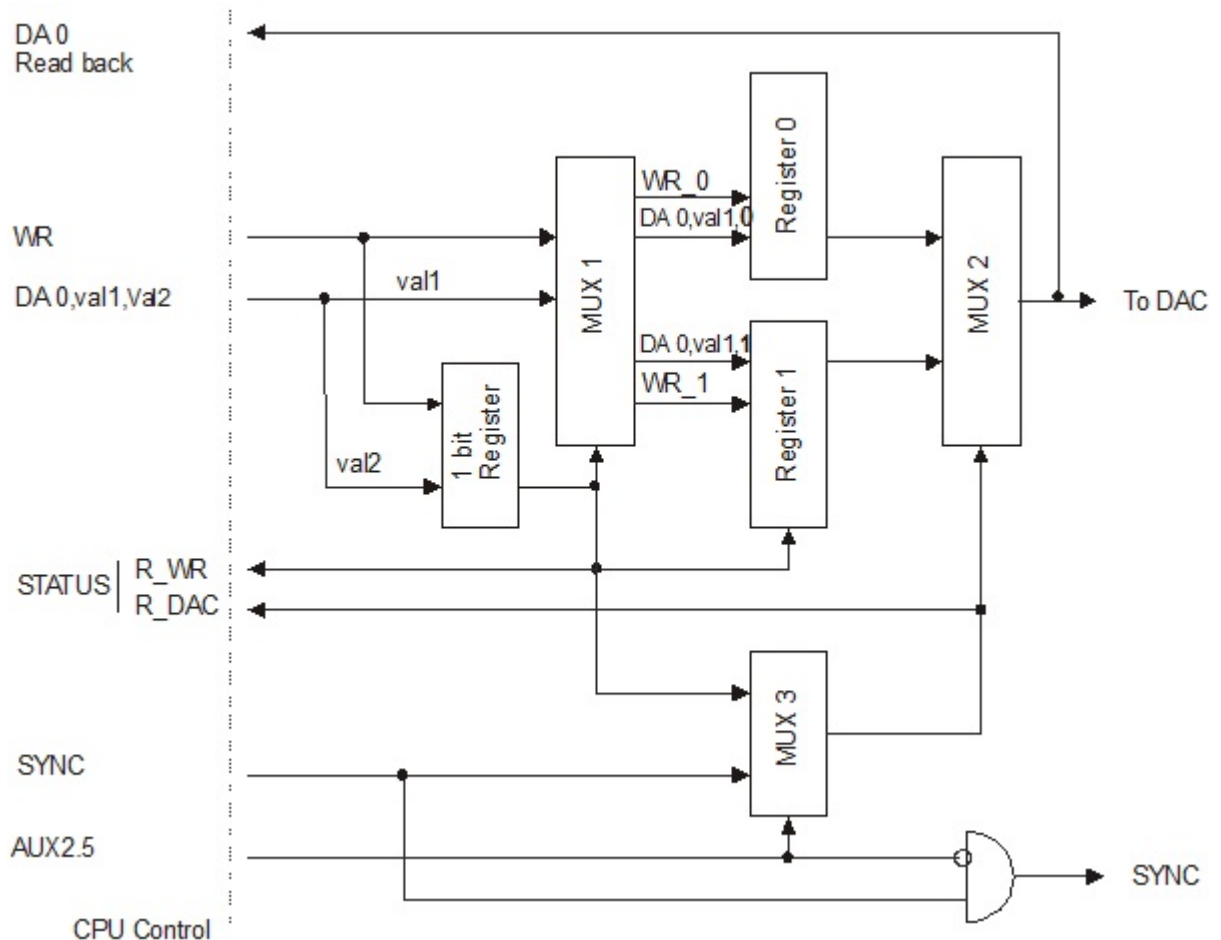 DA 0
Read back
Register 0
WR_0
DA 0,val1,0
WR
MUX 1
MUX 2
val1
DA 0,val1,Val2
To DAC
DA 0,val1,1
WR_1
Register 1
1 bit
Register
val2
STATUS
R_WR
R_DAC
MUX 3
SYNC
AUX2.5
SYNC
CPU Control